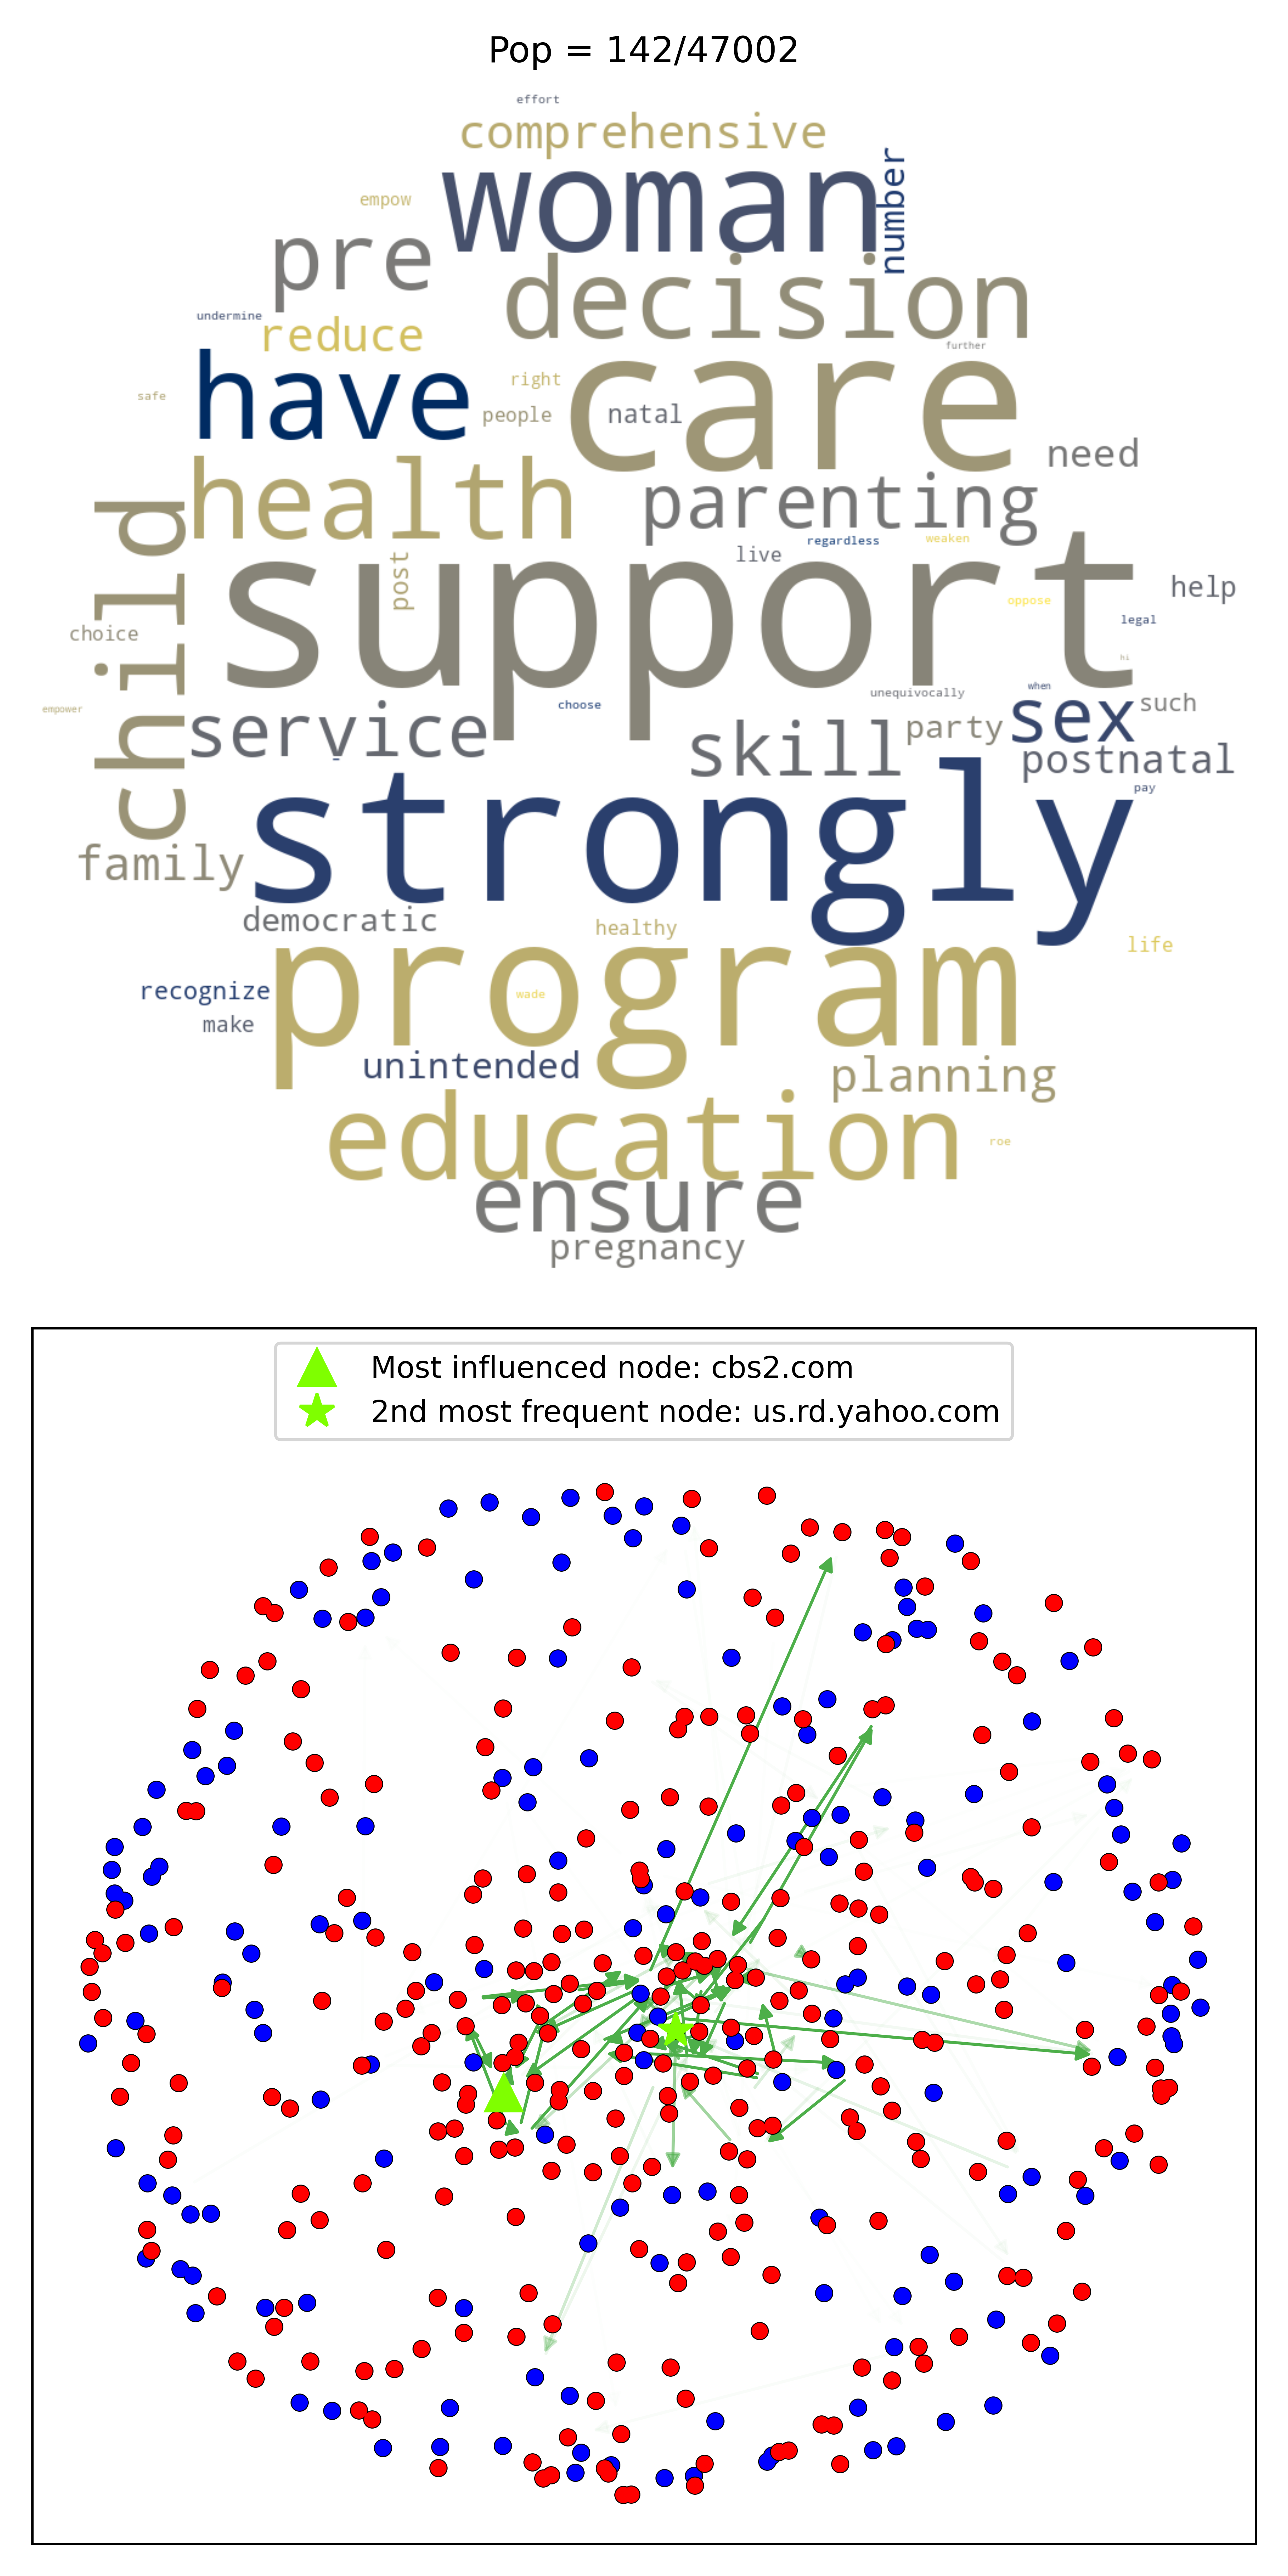 Pop = 142/47002
effort
comprehensive
woman
number
empow
pre
decision
undermine
reduce
further
have
care
safe
right
people
natal
need
health
parenting
child
regardless
weaken
live
post
support
help
oppose
legal
choice
hi
empower
choose
unequivocally
when
service
skill
party
sex
such
postnatal
pay
strongly
family
democratic
healthy
life
program
recognize
wade
make
unintended
planning
education
roe
ensure
pregnancy
Most influenced node: cbs2.com
2nd most frequent node: us.rd.yahoo.com